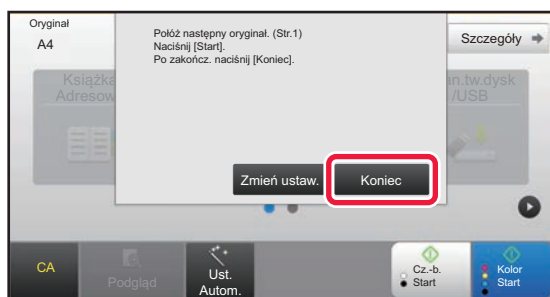 Oryginał
A4
Położ następny oryginał. (Str.1)
Naciśnij [Start].
Po zakończ. naciśnij [Koniec].
Szczegóły
Książka
Adresow
an.tw.dysk
/USB
Zmień ustaw.
Koniec
CA
Podgląd
Ust.
Autom.
Cz.-b.
Start
Kolor
Start